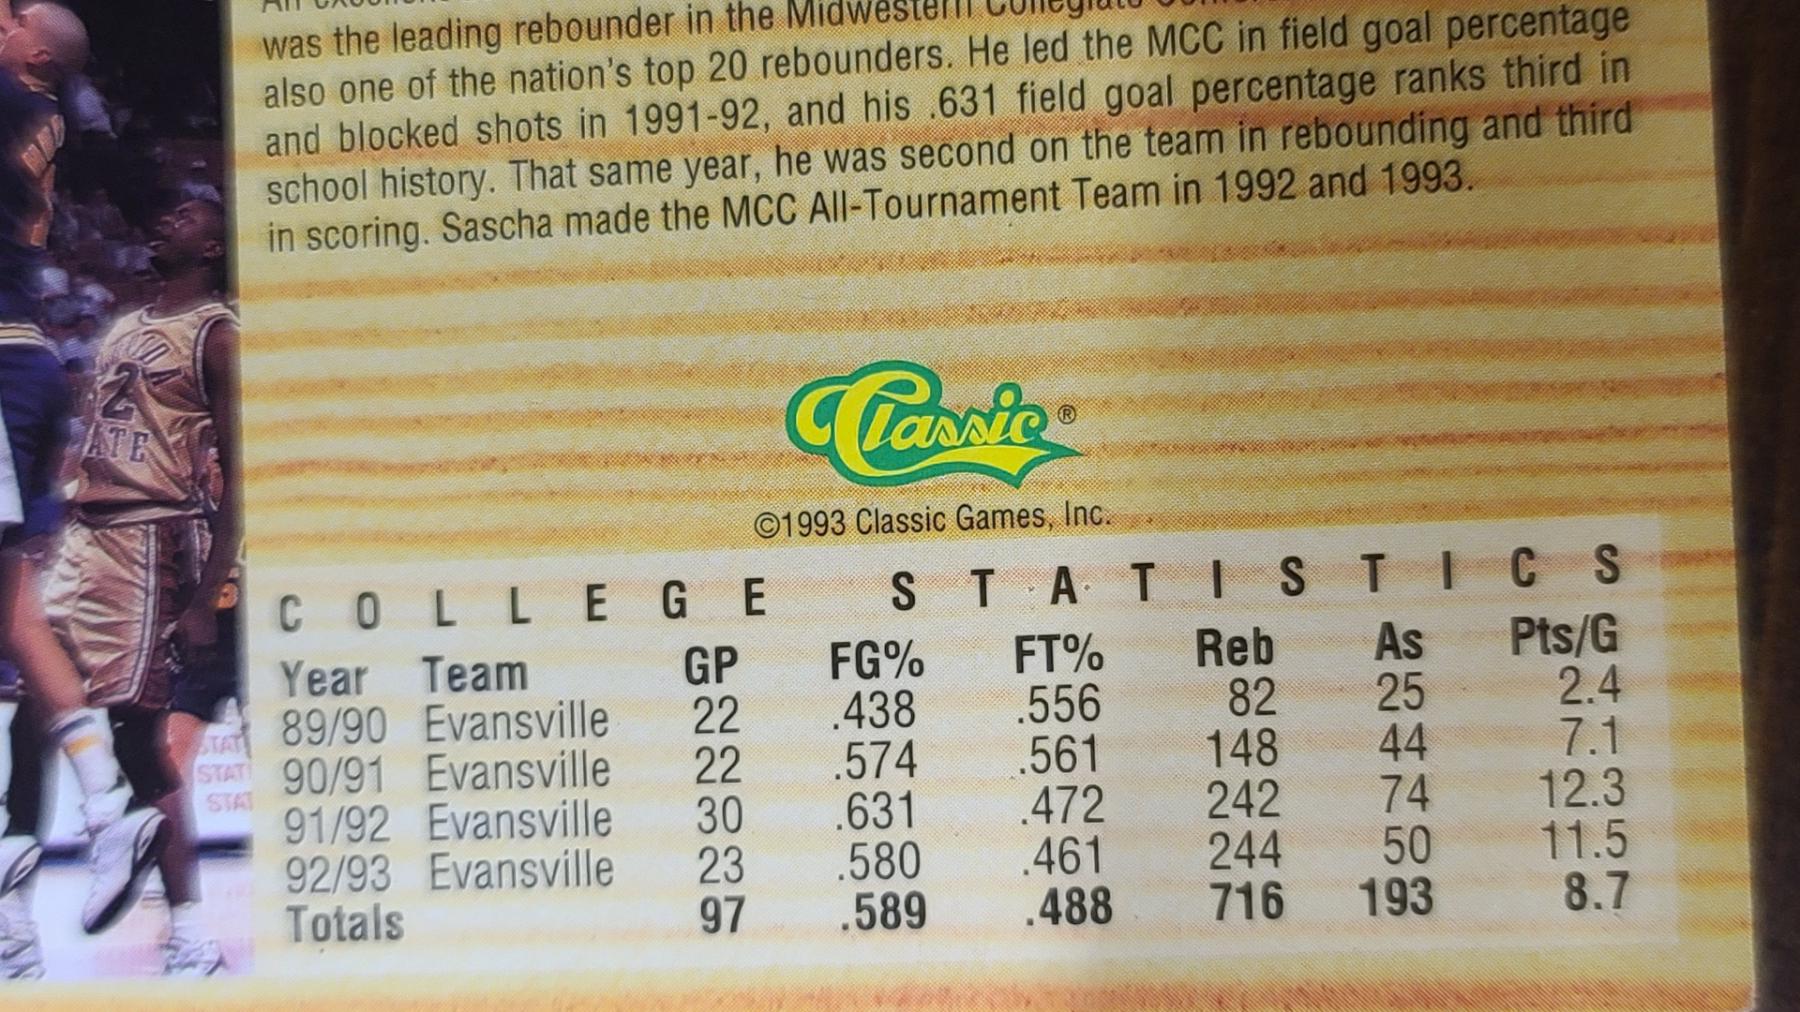 was the leading rebounder in the Midwestern Collegiate
also one of the nation's top 20 rebounders. He led the MCC in field goal percentage
and blocked shots in 1991-92, and his .631 field goal percentage ranks third in
school history. That same year, he was second on the team in rebounding and third
in scoring. Sascha made the MCC All-Tournament Team in 1992 and 1993.
Classic ®
©1993 Classic Games, Inc.
COLLEGE STATISTICS
Year Team GP FG% FT% Reb As Pts/G
89/90 Evansville 22 .438 .556 82 25 2.4
90/91 Evansville 22 .574 .561 148 44 7.1
91/92 Evansville 30 .631 .472 242 74 12.3
92/93 Evansville 23 .580 .461 244 50 11.5
Totals 97 .589 .488 716 193 8.7
2
ATE
STAT
STAT
STAT